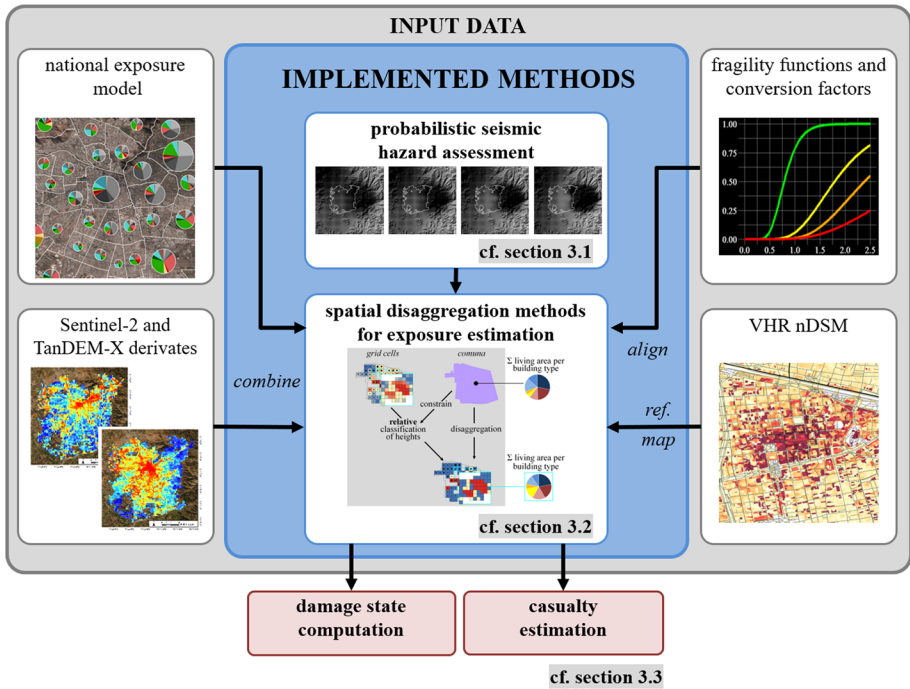 INPUT DATA
national exposure
model
IMPLEMENTED METHODS
fragility functions and
conversion factors
1.00
0.75
0.50
0.25
0.00
0.0 0.5 1.0 1.5 2.0 2.5
probabilistic seismic
hazard assessment
cf. section 3.1
Sentinel-2 and
TanDEM-X derivates
spatial disaggregation methods
for exposure estimation
grid cells
comuna
Σ living area per
building type
constrain
relative
classification
of heights
disaggregation
Σ living area per
building type
cf. section 3.2
combine
align
ref.
map
VHR nDSM
damage state
computation
casualty
estimation
cf. section 3.3